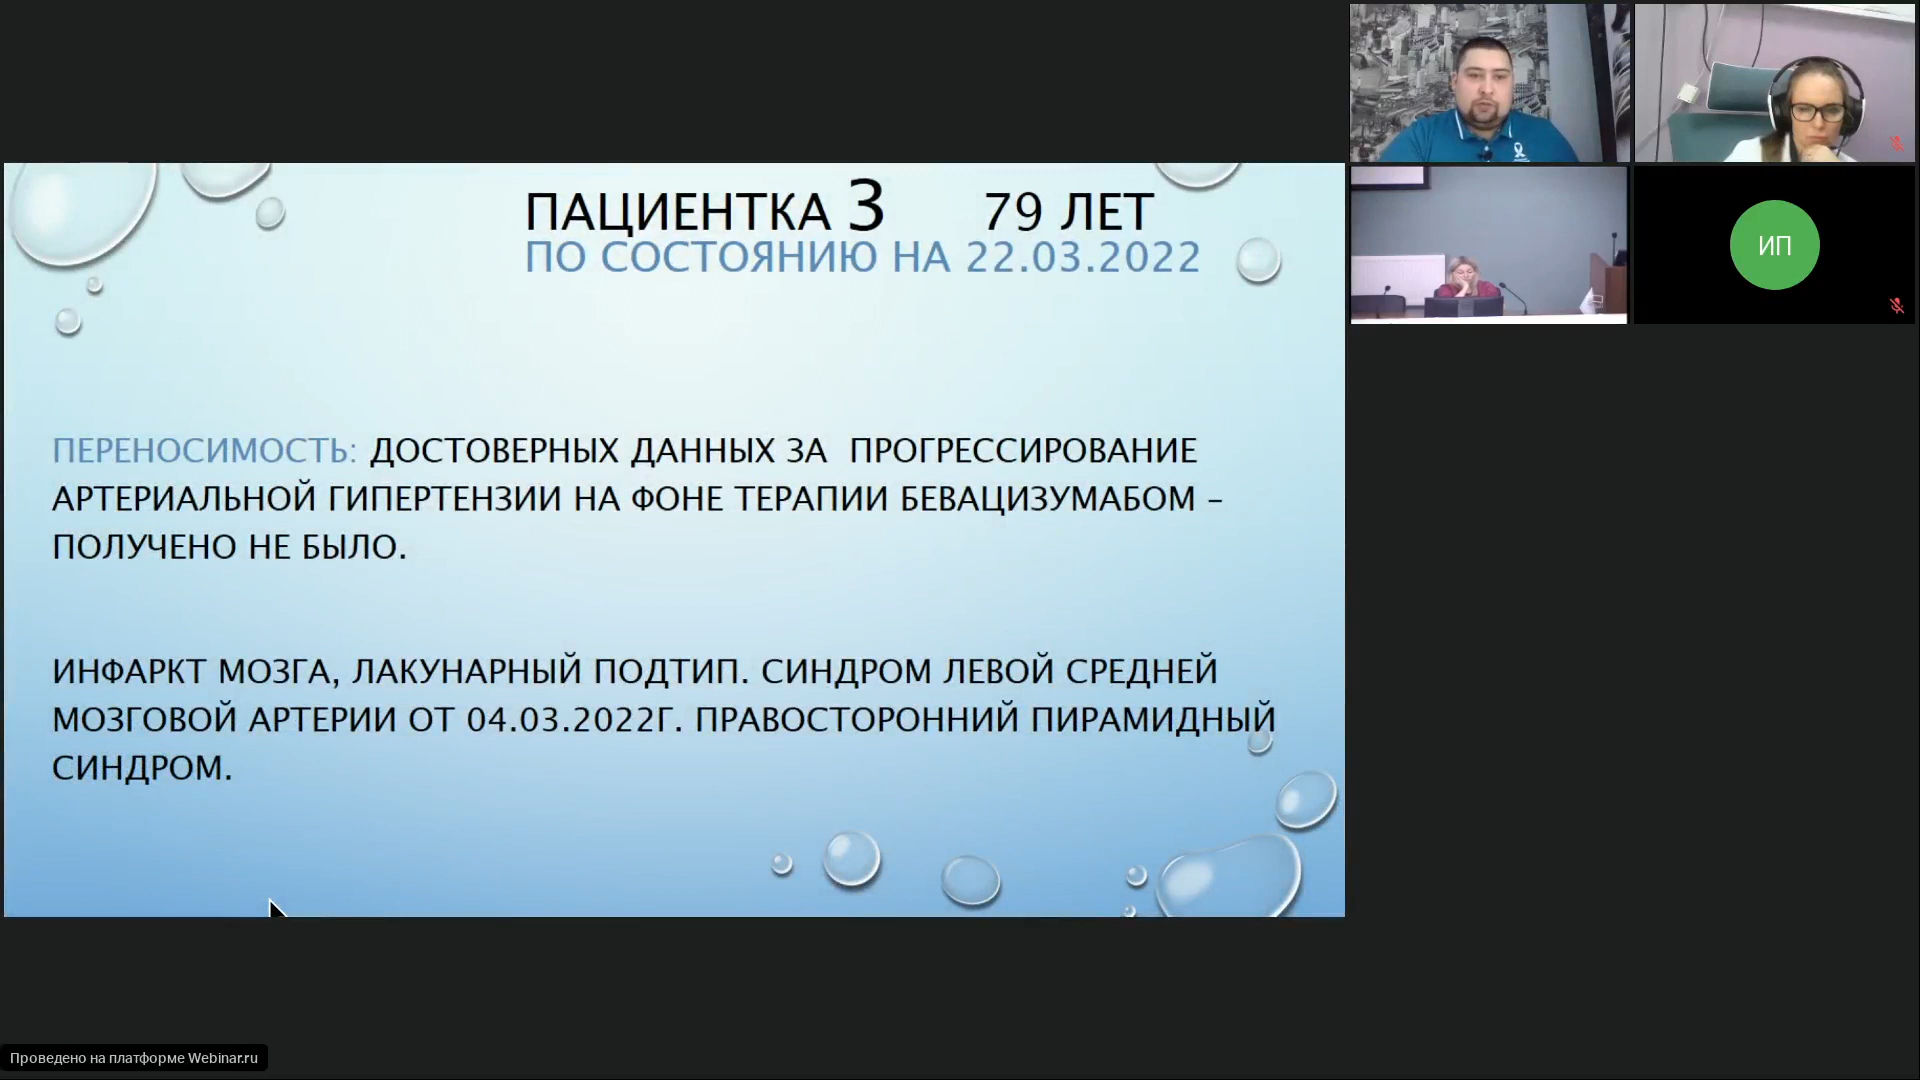 ПАЦИЕНТКА 3 79 ЛЕТ
ПО СОСТОЯНИЮ НА 22.03.2022
ПЕРЕНОСИМОСТЬ: ДОСТОВЕРНЫХ ДАННЫХ ЗА ПРОГРЕССИРОВАНИЕ
АРТЕРИАЛЬНОЙ ГИПЕРТЕНЗИИ НА ФОНЕ ТЕРАПИИ БЕВАЦИЗУМАБОМ –
ПОЛУЧЕНО НЕ БЫЛО.
ИНФАРКТ МОЗГА, ЛАКУНАРНЫЙ ПОДТИП. СИНДРОМ ЛЕВОЙ СРЕДНЕЙ
МОЗГОВОЙ АРТЕРИИ ОТ 04.03.2022Г. ПРАВОСТОРОННИЙ ПИРАМИДНЫЙ
СИНДРОМ.
ИП
Проведено на платформе Webinar.ru